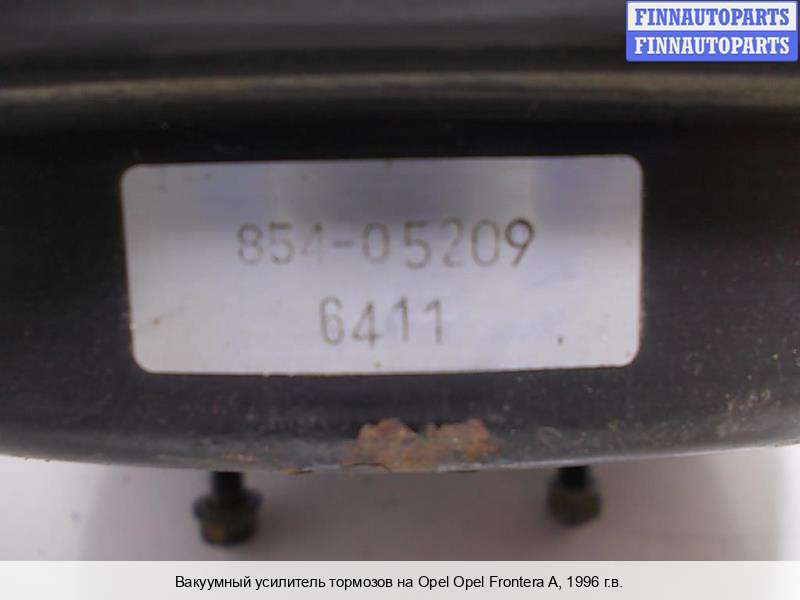 FINNAUTOPARTS
FINNAUTOPARTS
854-05209
6411
Вакуумный усилитель тормозов на Opel Opel Frontera A, 1996 г.в.